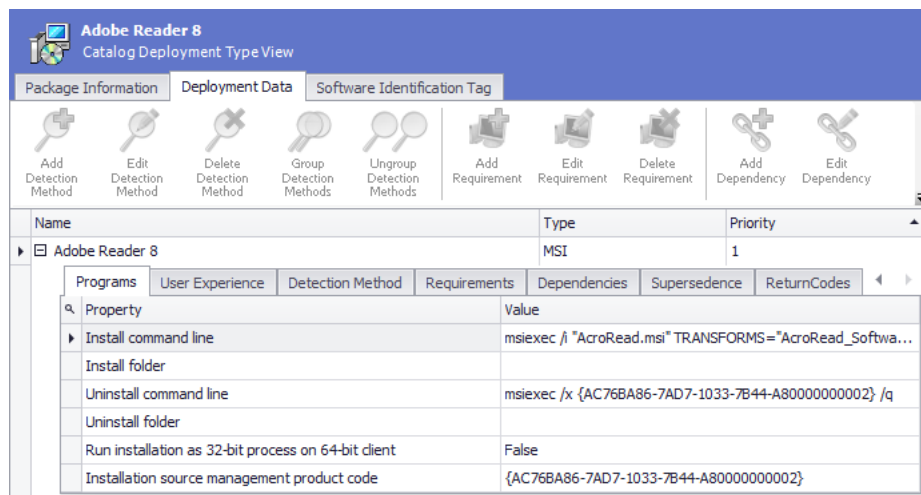 Adobe Reader 8
Catalog Deployment Type View
Package Information Deployment Data Software Identification Tag
Add Detection Method
Edit Detection Method
Delete Detection Method
Group Detection Methods
Ungroup Detection Methods
Add Requirement
Edit Requirement
Delete Requirement
Add Dependency
Edit Dependency
Name Type Priority
Adobe Reader 8 MSI 1
Programs User Experience Detection Method Requirements Dependencies Supersedence ReturnCodes
Property Value
Install command line msiexec /i "AcroRead.msi" TRANSFORMS="AcroRead_Softwa...
Install folder
Uninstall command line msiexec /x {AC76BA86-7AD7-1033-7B44-A80000000002} /q
Uninstall folder
Run installation as 32-bit process on 64-bit client False
Installation source management product code {AC76BA86-7AD7-1033-7B44-A80000000002}